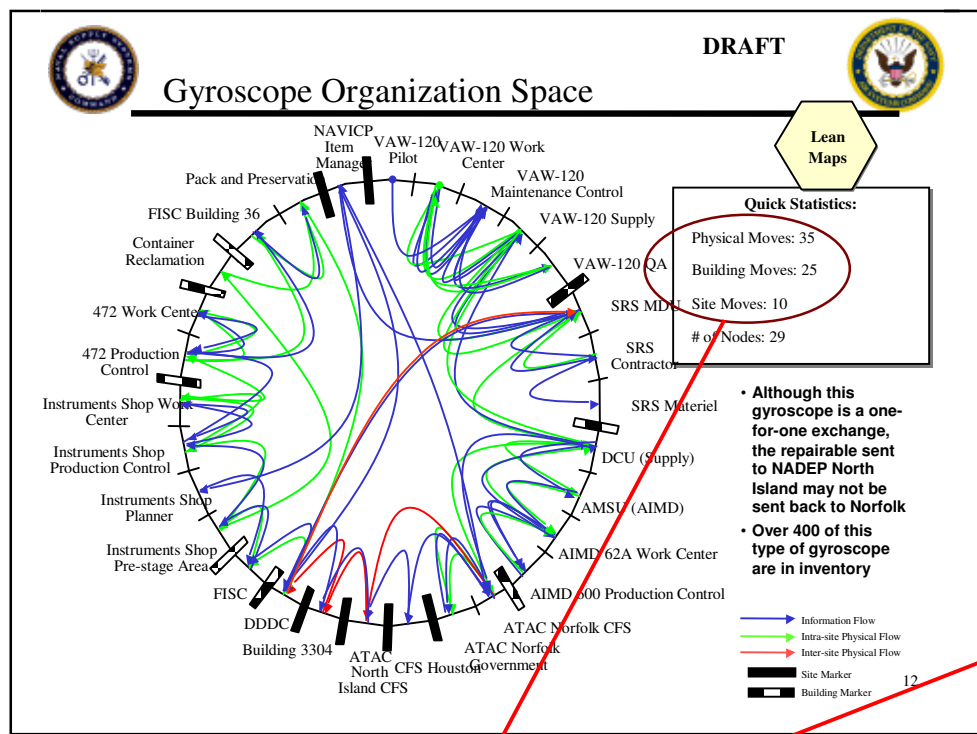 DRAFT
Gyroscope Organization Space
Lean
Maps
NAVICP
Item
Manager
VAW-120
Pilot
VAW-120 Work
Center
VAW-120
Maintenance Control
VAW-120 Supply
VAW-120 QA
SRS MDU
SRS
Contractor
SRS Materiel
DCU (Supply)
AMSU (AIMD)
AIMD 62A Work Center
AIMD 600 Production Control
ATAC Norfolk CFS
ATAC Norfolk
Government
CFS Houston
ATAC
North
Island CFS
Building 3304
DDDC
FISC
Instruments Shop
Pre-stage Area
Instruments Shop
Planner
Instruments Shop
Production Control
Instruments Shop Work
Center
472 Production
Control
472 Work Center
Container
Reclamation
FISC Building 36
Pack and Preservation
Quick Statistics:
Physical Moves: 35
Building Moves: 25
Site Moves: 10
# of Nodes: 29
• Although this
gyroscope is a one-
for-one exchange,
the repairable sent
to NADEP North
Island may not be
sent back to Norfolk
• Over 400 of this
type of gyroscope
are in inventory
Information Flow
Intra-site Physical Flow
Inter-site Physical Flow
Site Marker
Building Marker
12